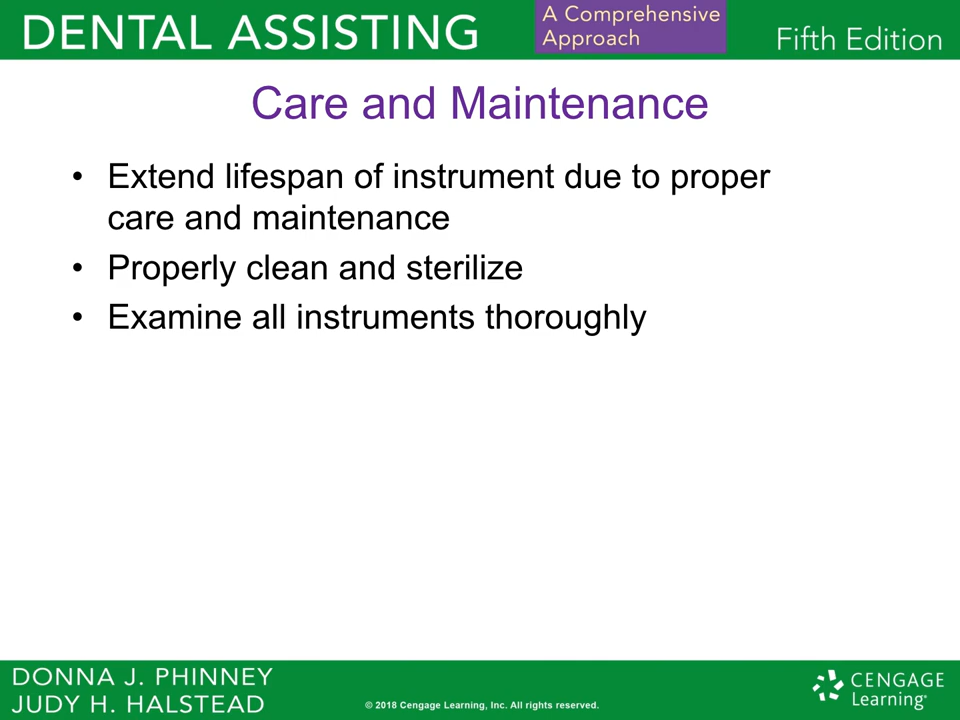 DENTAL ASSISTING
A Comprehensive
Approach
Fifth Edition
Care and Maintenance
• Extend lifespan of instrument due to proper
care and maintenance
• Properly clean and sterilize
• Examine all instruments thoroughly
DONNA J. PHINNEY
JUDY H. HALSTEAD
© 2018 Cengage Learning, Inc. All rights reserved.
CENGAGE
Learning®